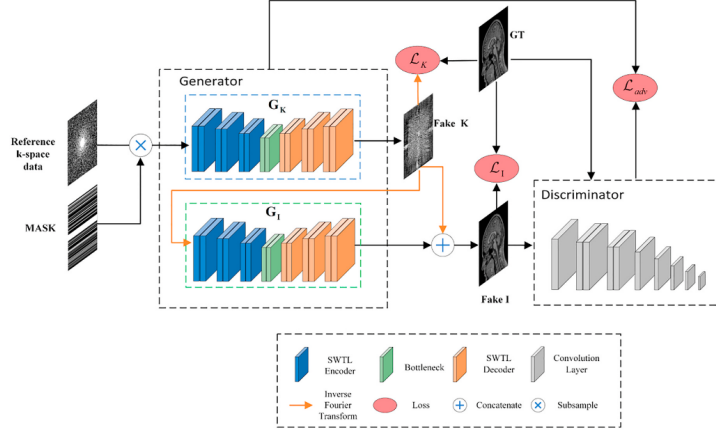 GT
Generator
L_K
L_adv
G_K
Fake K
Reference
k-space
data
L_1
Discriminator
MASK
G_I
Fake I
SWTL
Encoder
Bottleneck
SWTL
Decoder
Convolution
Layer
Inverse
Fourier
Transform
Loss
Concatenate
Subsample